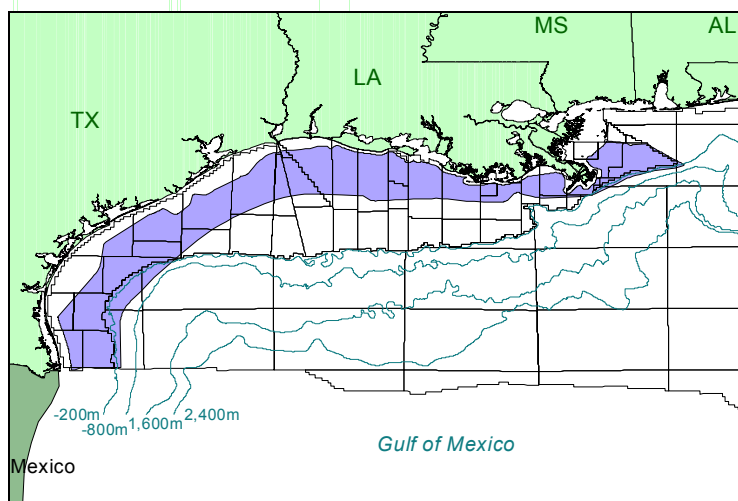 MS
AL
LA
TX
-200m
-800m
1,600m
2,400m
Gulf of Mexico
Mexico